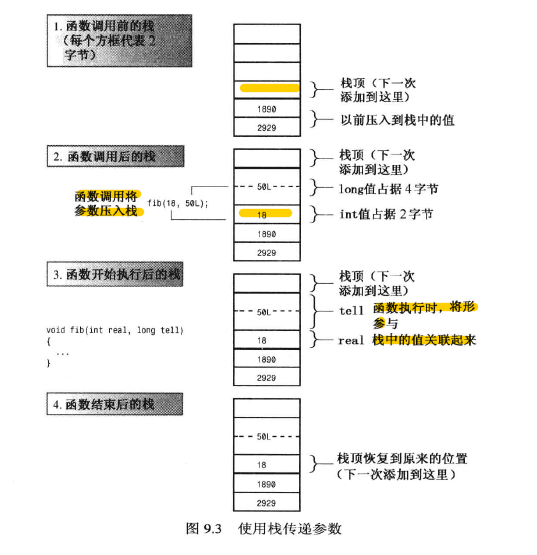 1. 函数调用前的栈
（每个方框代表 2
字节）
栈顶（下一次
添加到这里）
1890
以前压入到栈中的值
2929
2. 函数调用后的栈
栈顶（下一次
添加到这里）
50L
long值占据 4字节
函数调用将
参数压入栈
fib(18, 50L);
18
int值占据 2字节
1890
2929
3. 函数开始执行后的栈
栈顶（下一次
添加到这里）
50L
tell 函数执行时，将形
参与
void fib(int real, long tell)
{
...
}
18
real 栈中的值关联起来
1890
2929
4. 函数结束后的栈
50L
18
栈顶恢复到原来的位置
（下一次添加到这里）
1890
2929
图 9.3 使用栈传递参数